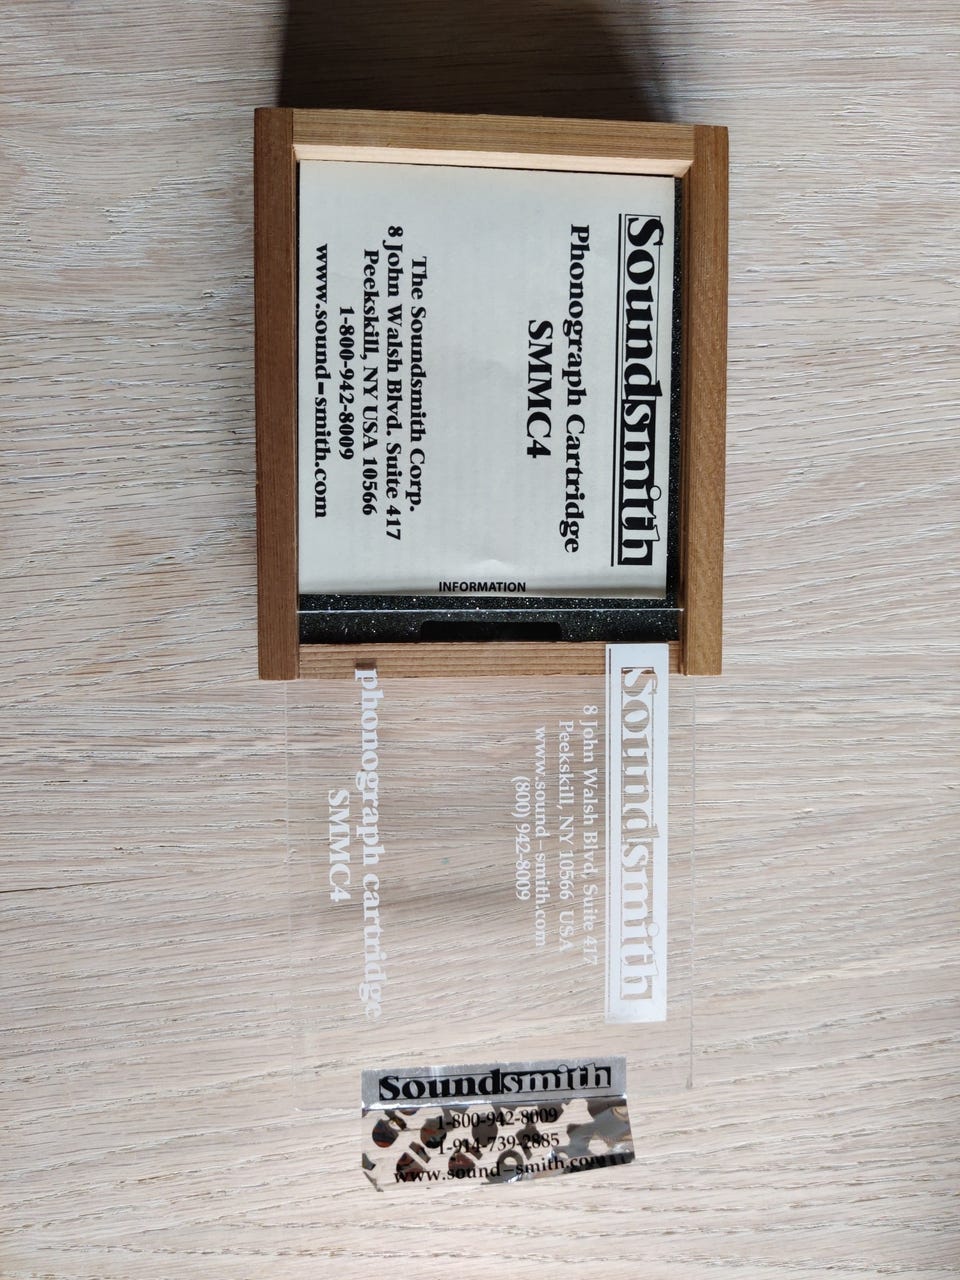 Soundsmith
Phonograph Cartridge
SMMC4
The Soundsmith Corp.
8 John Walsh Blvd. Suite 417
Peekskill, NY USA 10566
1-800-942-8009
www.sound-smith.com
INFORMATION
Soundsmith
8 John Walsh Blvd, Suite 417
Peekskill, NY 10566 USA
www.sound-smith.com
(800) 942-8009
phonograph cartridge
SMMC4
Soundsmith
1-800-942-8009
1-914-739-2885
www.sound-smith.com